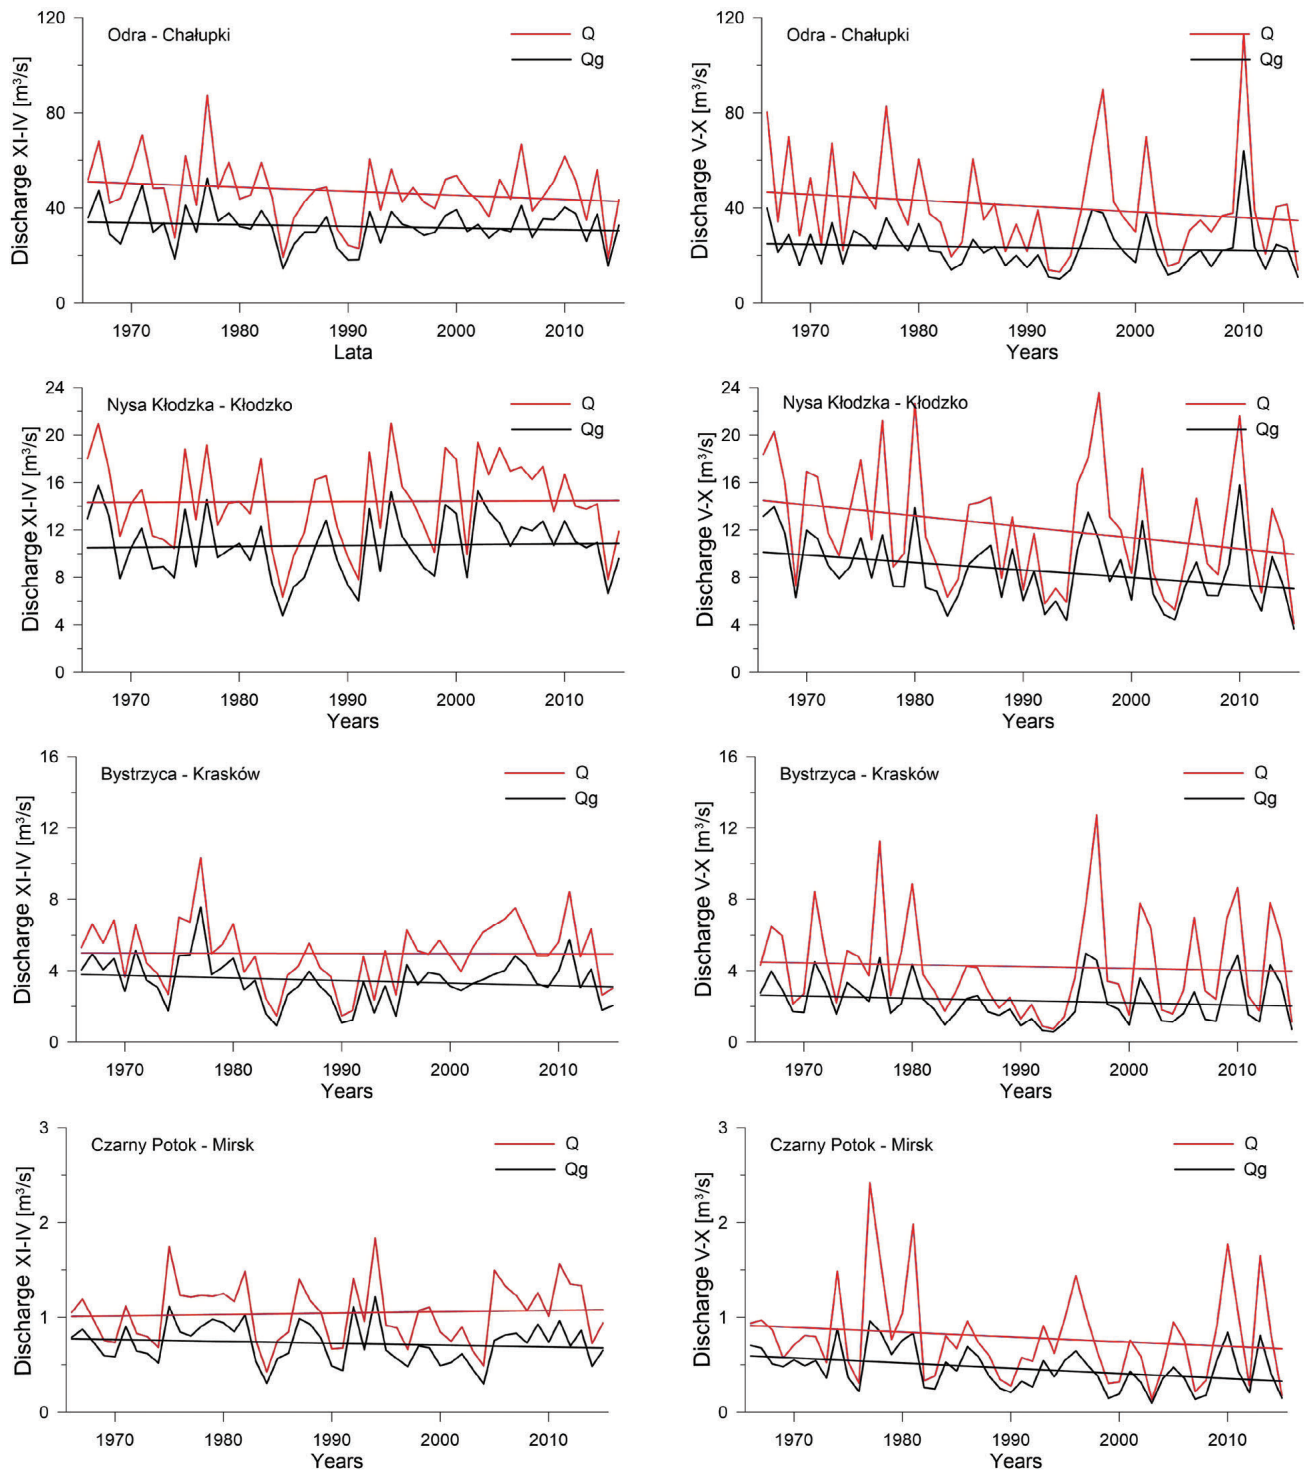 Odra - Chałupki
Q
Qg
Discharge XI-IV [m³/s]
120
80
40
0
1970 1980 1990 2000 2010
Lata
Odra - Chałupki
Q
Qg
Discharge V-X [m³/s]
120
80
40
0
1970 1980 1990 2000 2010
Years
Nysa Kłodzka - Kłodzko
Q
Qg
Discharge XI-IV [m³/s]
24
20
16
12
8
4
0
1970 1980 1990 2000 2010
Years
Nysa Kłodzka - Kłodzko
Q
Qg
Discharge V-X [m³/s]
24
20
16
12
8
4
0
1970 1980 1990 2000 2010
Years
Bystrzyca - Krasków
Q
Qg
Discharge XI-IV [m³/s]
16
12
8
4
0
1970 1980 1990 2000 2010
Years
Bystrzyca - Krasków
Q
Qg
Discharge V-X [m³/s]
16
12
8
4
0
1970 1980 1990 2000 2010
Years
Czarny Potok - Mirsk
Q
Qg
Discharge XI-IV [m³/s]
3
2
1
0
1970 1980 1990 2000 2010
Years
Czarny Potok - Mirsk
Q
Qg
Discharge V-X [m³/s]
3
2
1
0
1970 1980 1990 2000 2010
Years